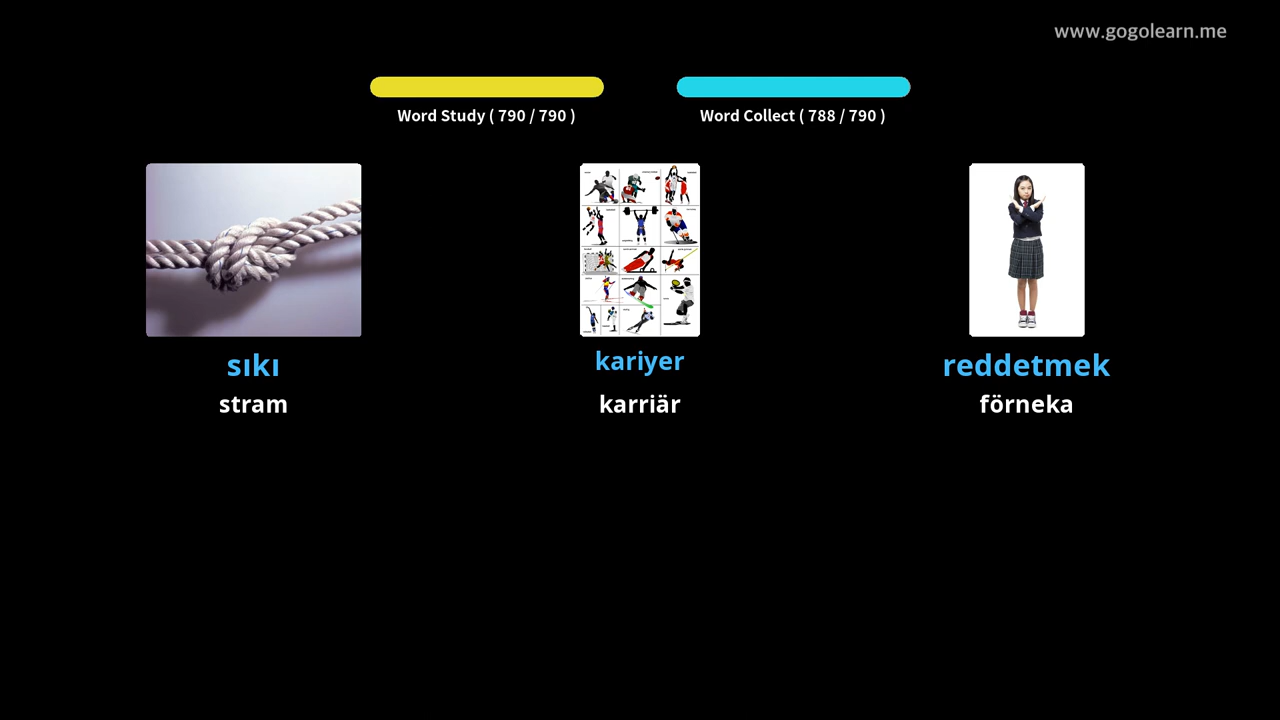 www.gogolearn.me
Word Study ( 790 / 790 )
Word Collect ( 788 / 790 )
sıkı
stram
kariyer
karriär
reddetmek
förneka